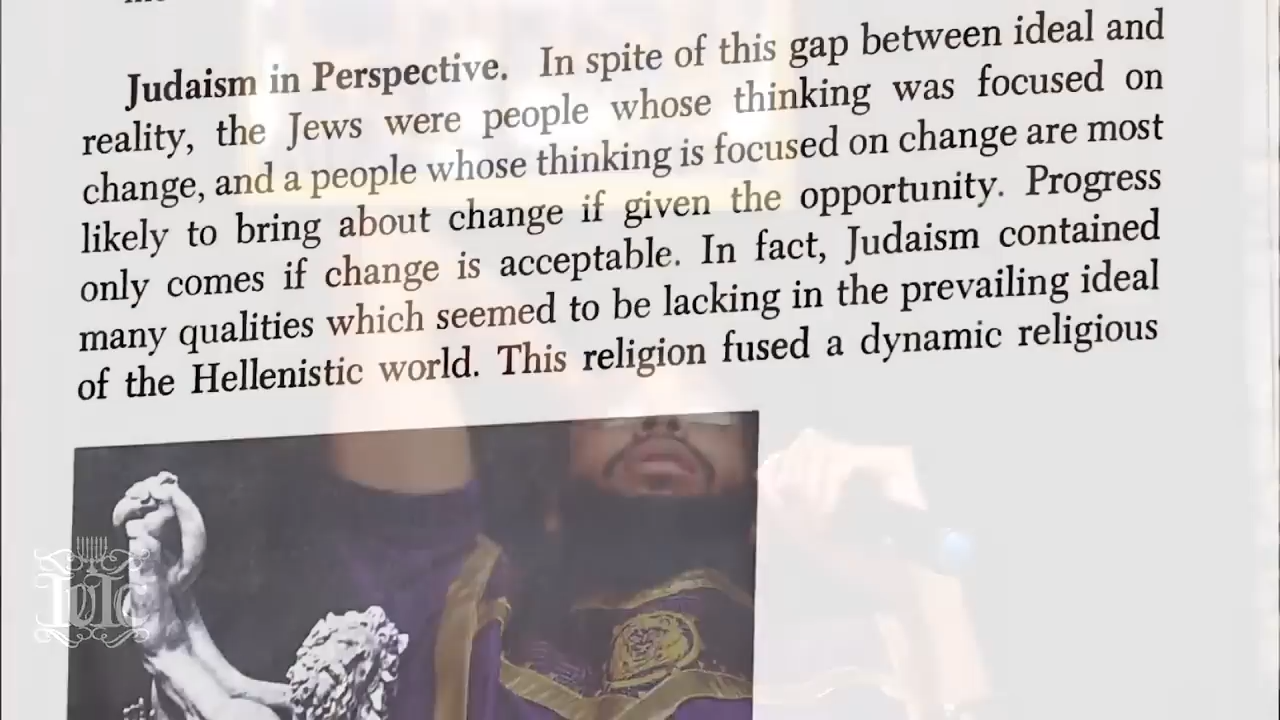 Judaism in Perspective. In spite of this gap between ideal and
reality, the Jews were people whose thinking was focused on
change, and a people whose thinking is focused on change are most
likely to bring about change if given the opportunity. Progress
only comes if change is acceptable. In fact, Judaism contained
many qualities which seemed to be lacking in the prevailing ideal
of the Hellenistic world. This religion fused a dynamic religious